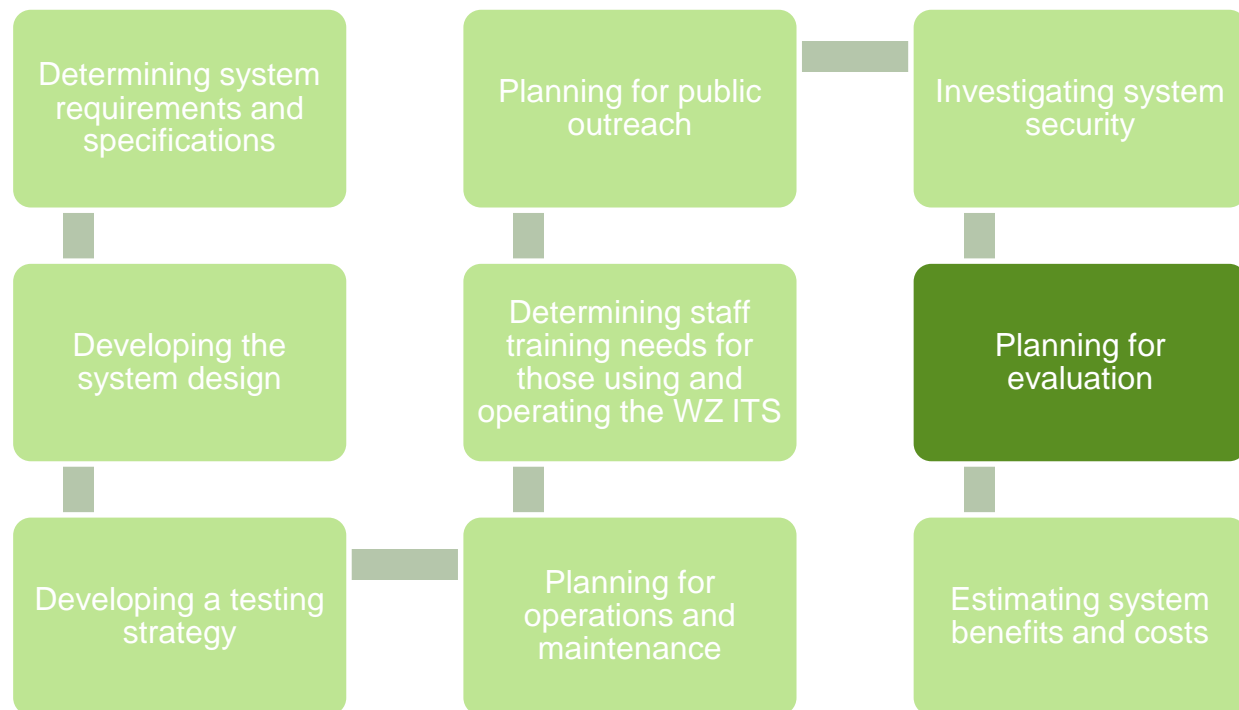 Determining system
requirements and
specifications
Developing the
system design
Developing a testing
strategy
Planning for
operations and
maintenance
Determining staff
training needs for
those using and
operating the WZ ITS
Planning for public
outreach
Investigating system
security
Planning for
evaluation
Estimating system
benefits and costs